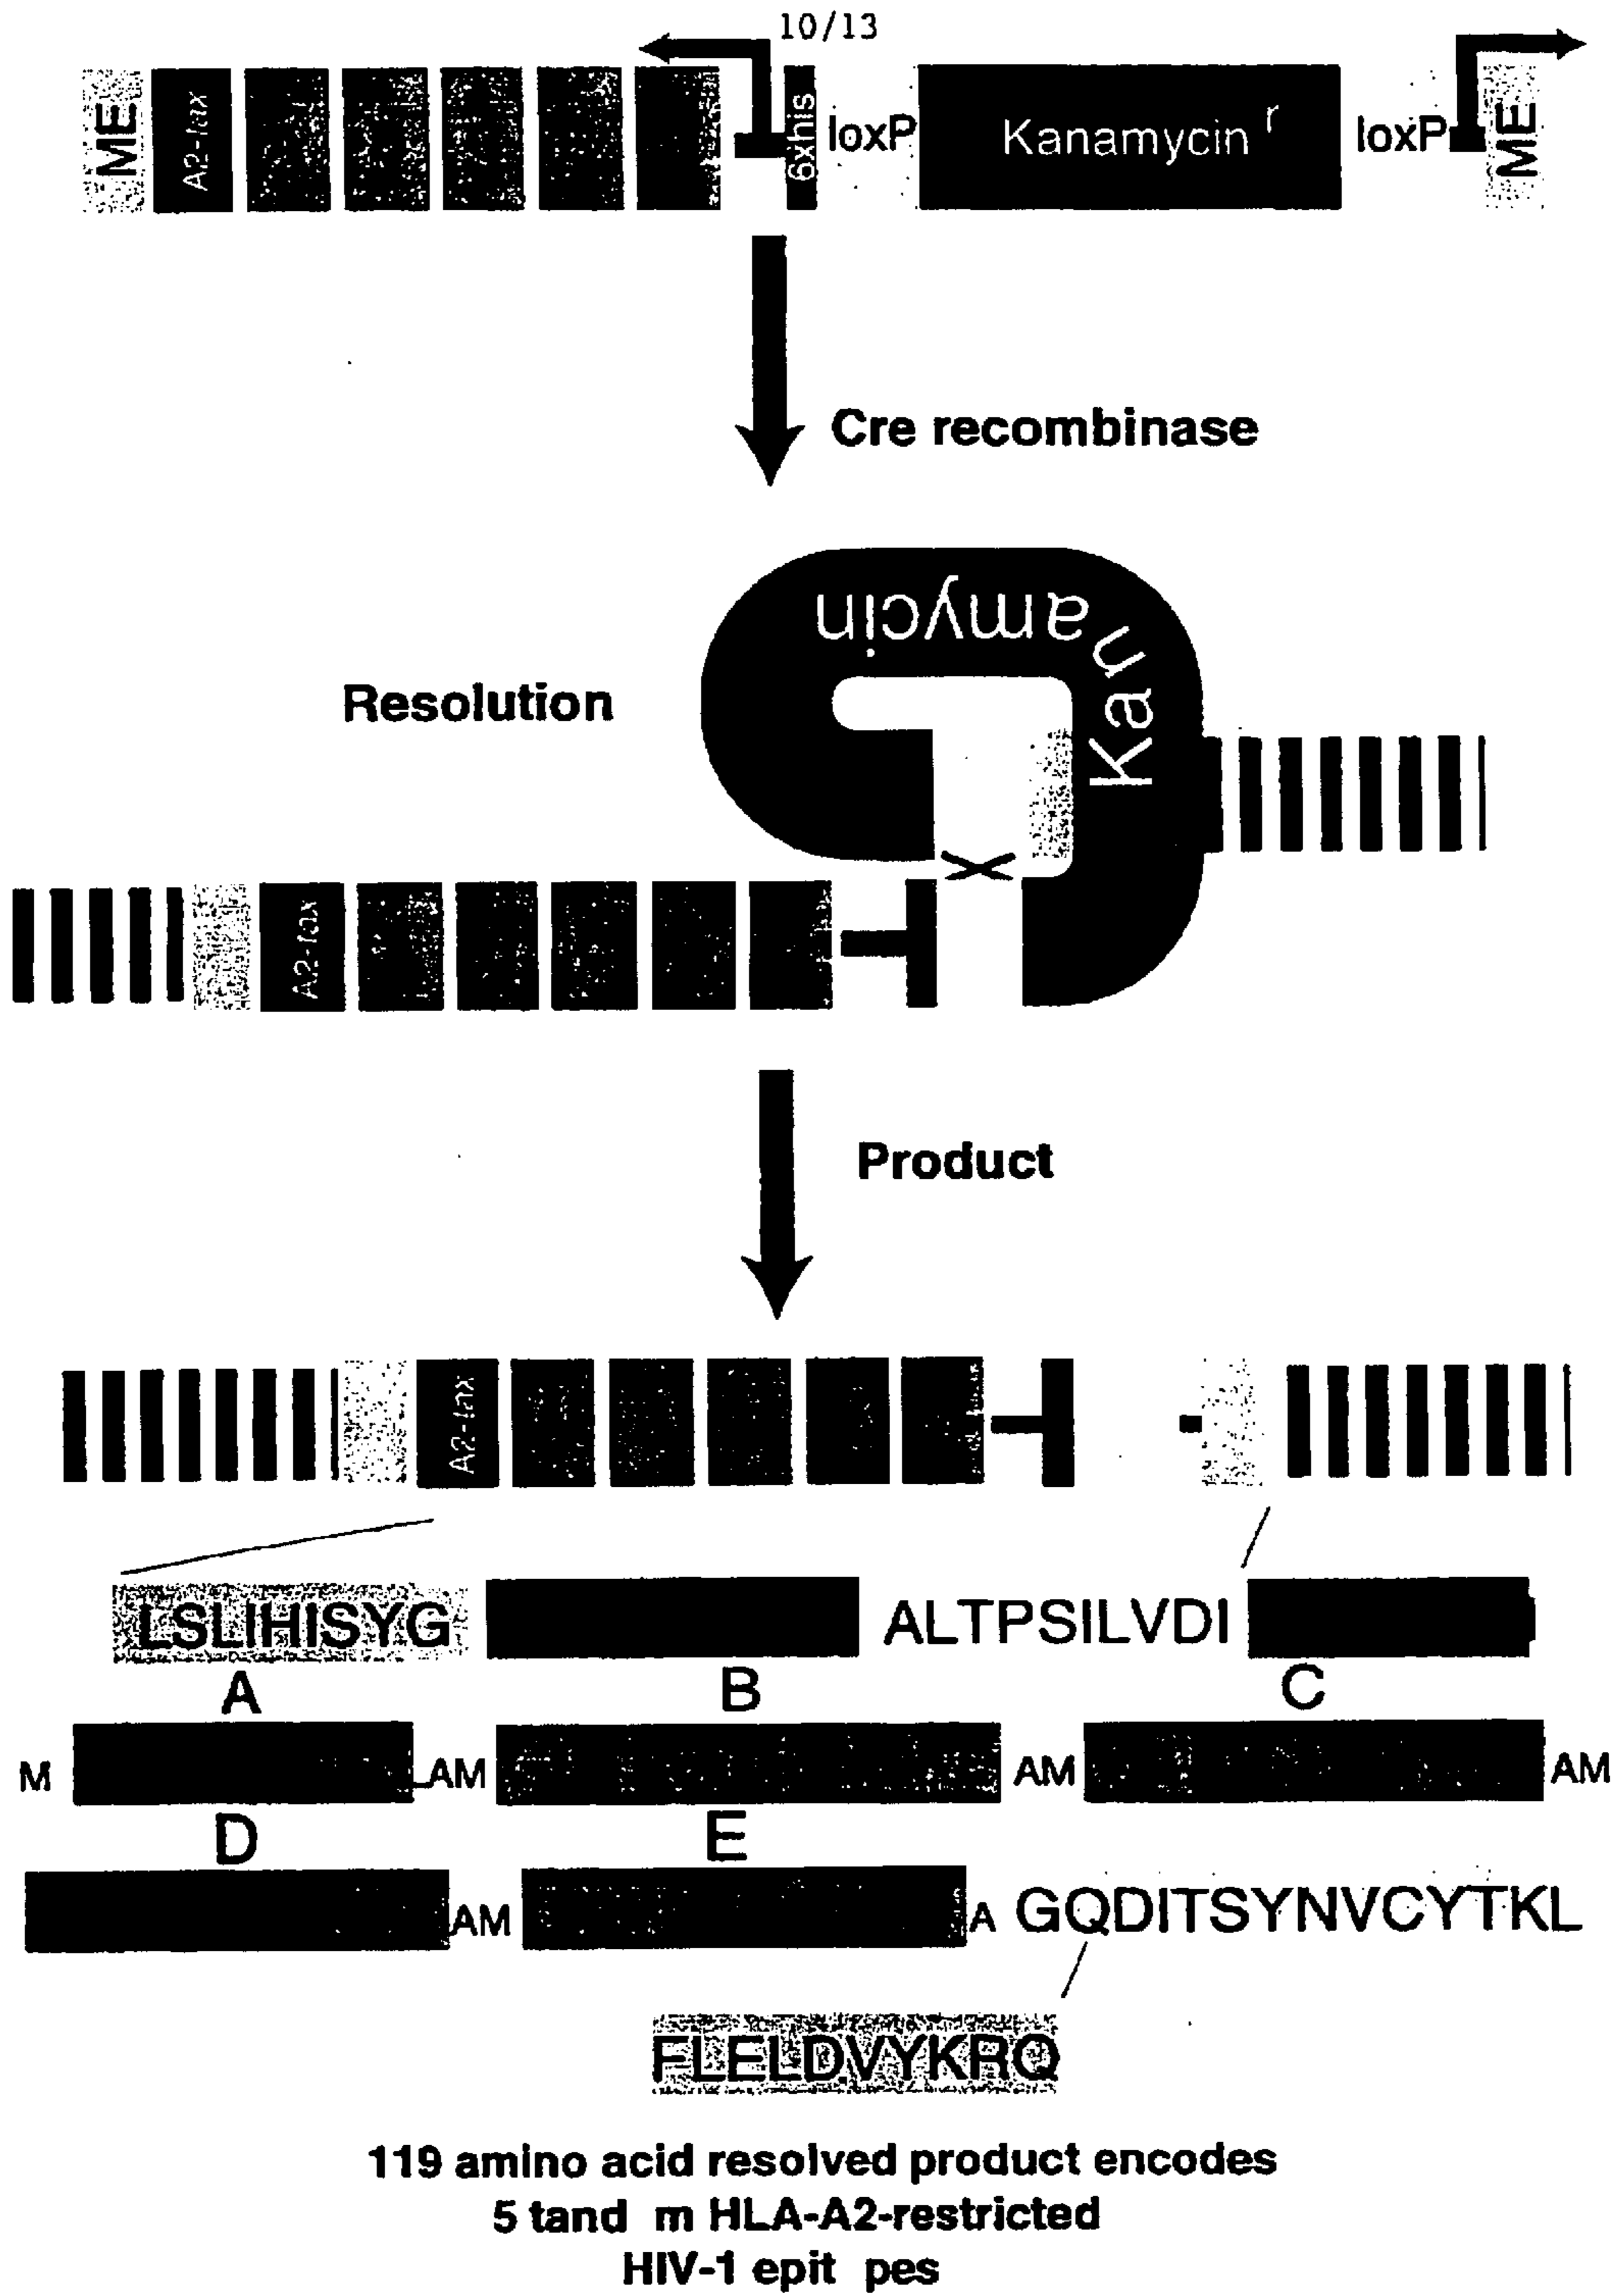 10/13
ME
A2-tax
6xhis
loxP
Kanamycin r
loxP
ME
Cre recombinase
Kanamycin
Resolution
A2-tax
Product
A2-tax
LSLIHISYG
ALTPSILVDI
A B C
M AM AM AM
D E
AM A GQDITSYNVCYTKL
FLELDVYKRQ
119 amino acid resolved product encodes
5 tand m HLA-A2-restricted
HIV-1 epit pes